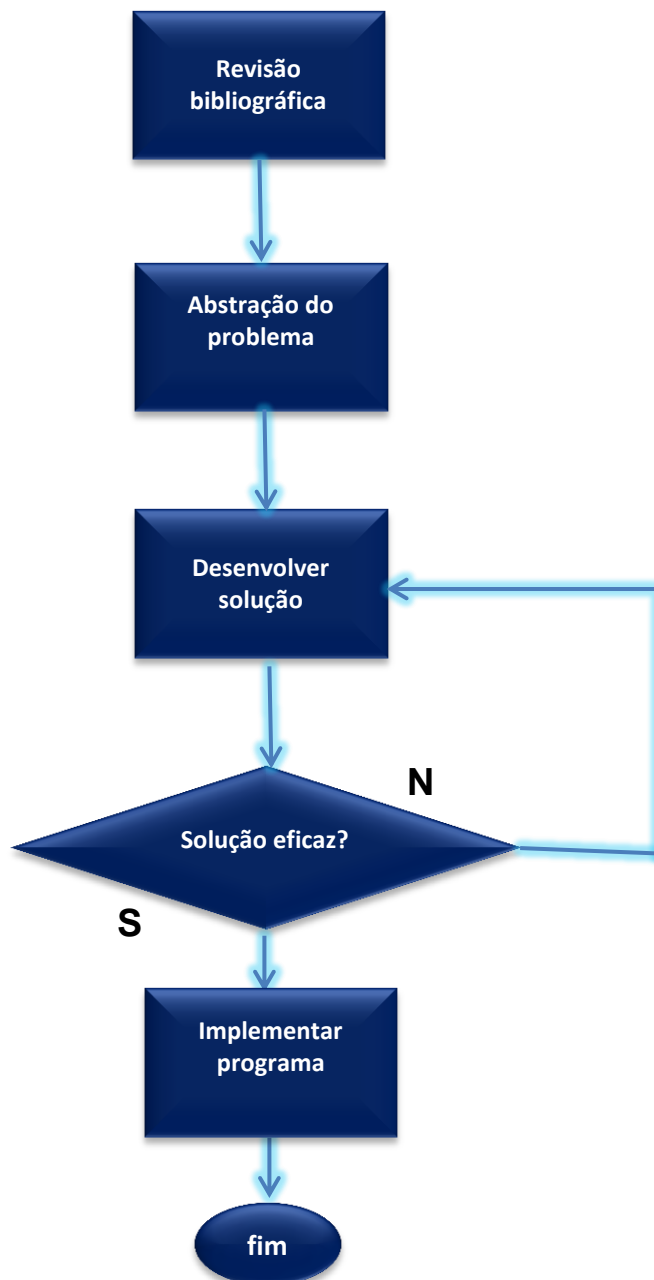 Revisão
bibliográfica
Abstração do
problema
Desenvolver
solução
N
Solução eficaz?
S
Implementar
programa
fim